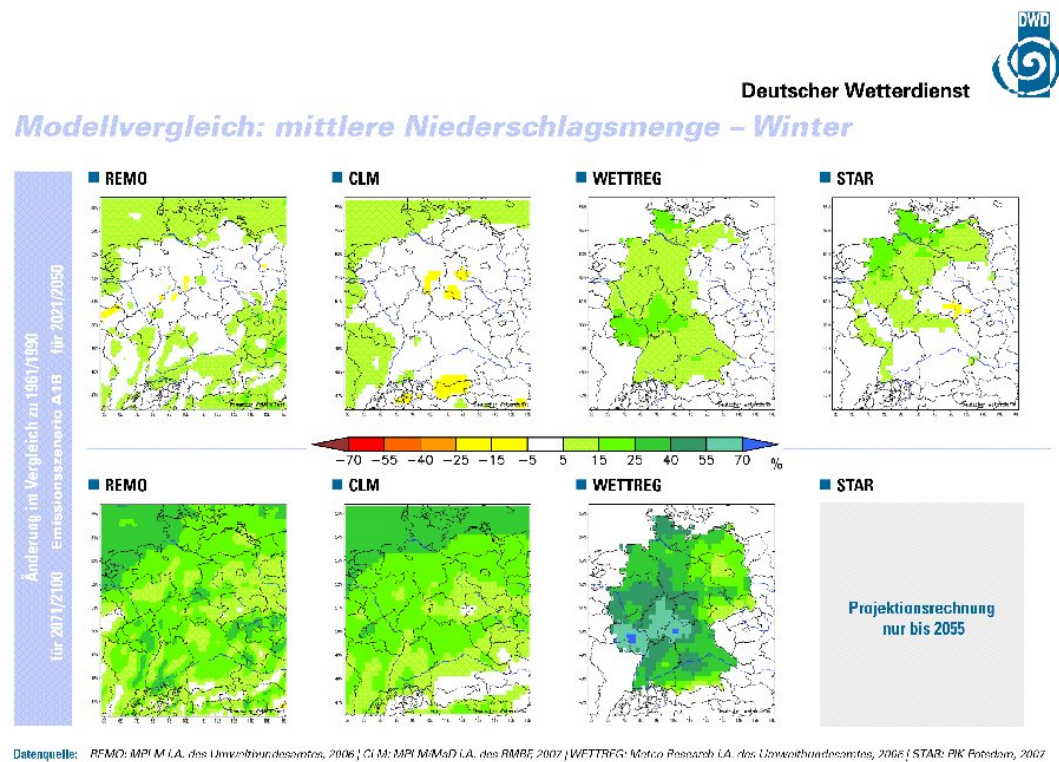 DWD
Deutscher Wetterdienst
Modellvergleich: mittlere Niederschlagsmenge – Winter
Änderung im Vergleich zu 1961/1990
für 2071/2100 Emissionsszenario A1B für 2021/2050
REMO
CLM
WETTREG
STAR
-70 -55 -40 -25 -15 -5 5 15 25 40 55 70 %
REMO
CLM
WETTREG
STAR
Projektionsrechnung
nur bis 2055
Datenquelle: REMO: MPI-M i.A. des Umweltbundesamtes, 2006 | CLM: MPI-M/MaD i.A. des BMBF, 2007 | WETTREG: Meteo Research i.A. des Umweltbundesamtes, 2006 | STAR: PIK Potsdam, 2007